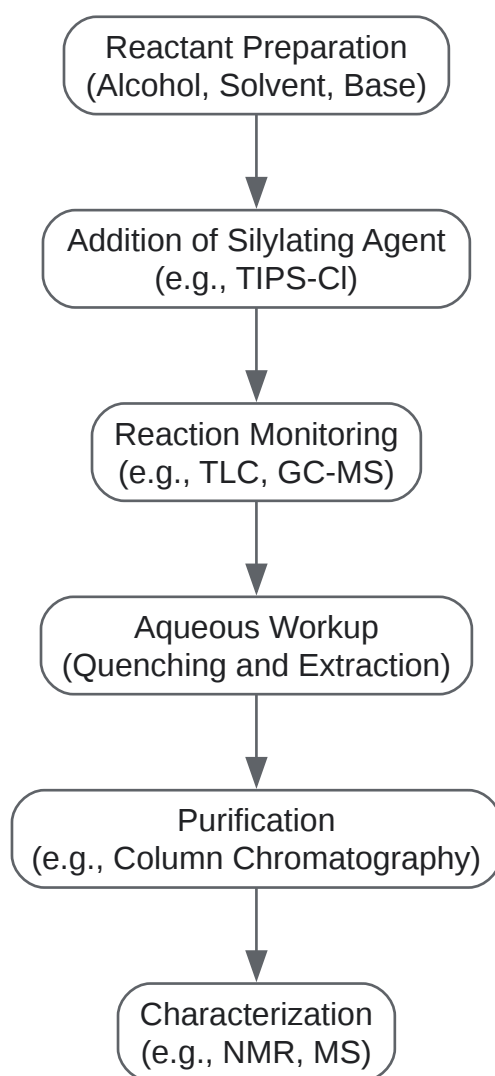 Reactant Preparation
(Alcohol, Solvent, Base)
Addition of Silylating Agent
(e.g., TIPS-Cl)
Reaction Monitoring
(e.g., TLC, GC-MS)
Aqueous Workup
(Quenching and Extraction)
Purification
(e.g., Column Chromatography)
Characterization
(e.g., NMR, MS)